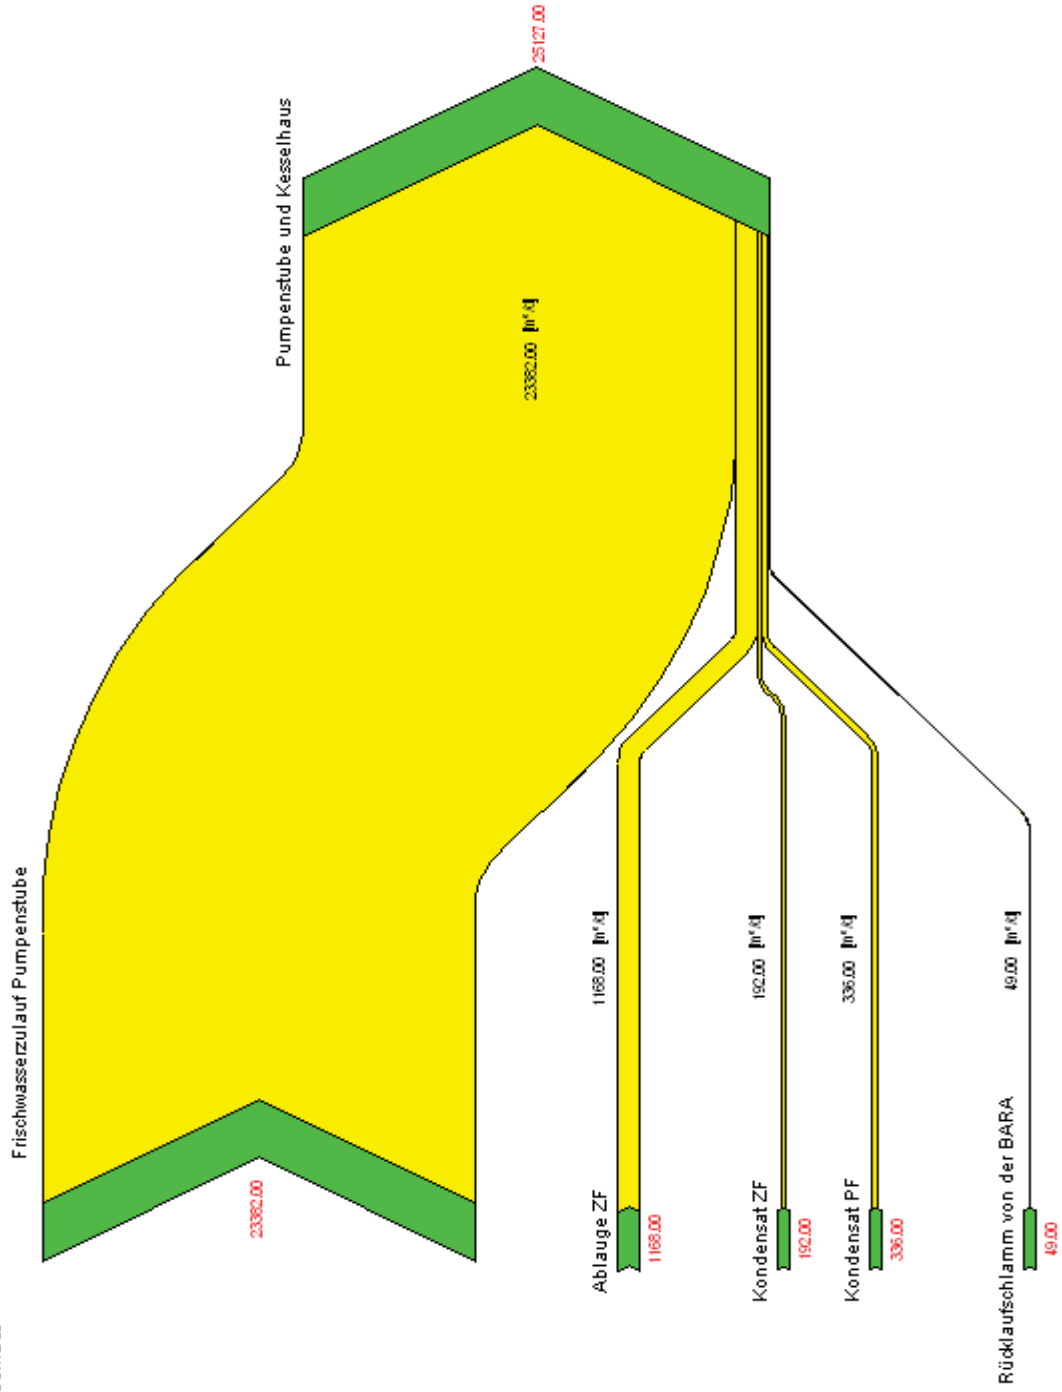 Frischwasserzulauf Pumpenstube
23382.00
Pumpenstube und Kesselhaus
25127.00
23382.00 [m³/d]
Ablauge ZF
1168.00
1168.00 [m³/d]
Kondensat ZF
192.00
192.00 [m³/d]
Kondensat PF
336.00
336.00 [m³/d]
Rücklaufschlamm von der BARA
49.00
49.00 [m³/d]